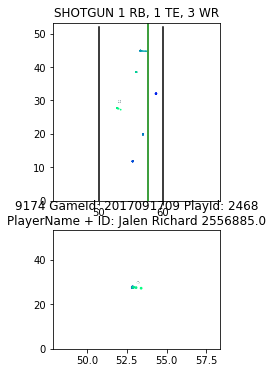 SHOTGUN 1 RB, 1 TE, 3 WR
50
40
30
20
10
0
50
60
9174 GameId: 2017091709 PlayId: 2468
PlayerName + ID: Jalen Richard 2556885.0
40
20
0
50.0 52.5 55.0 57.5